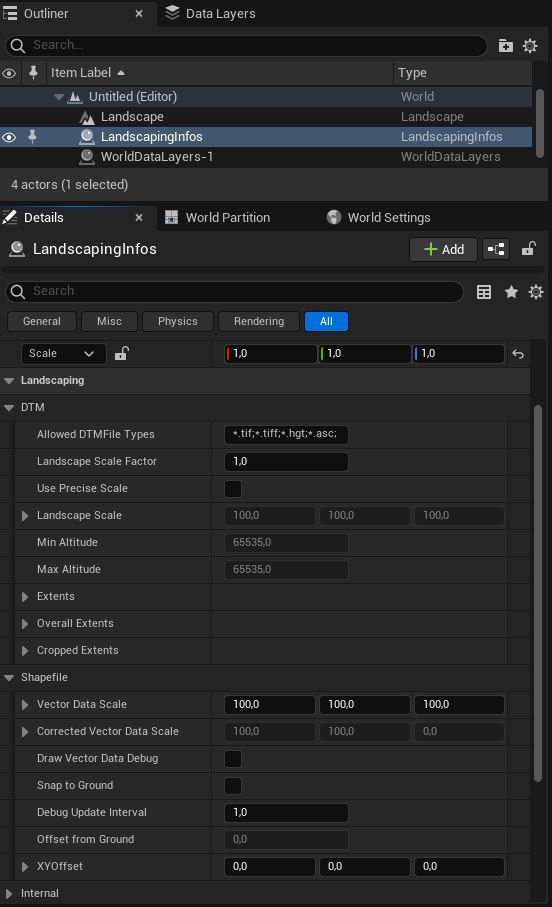 Outliner
Data Layers
Search...
Item Label
Type
Untitled (Editor) World
Landscape Landscape
LandscapingInfos LandscapingInfos
WorldDataLayers-1 WorldDataLayers
4 actors (1 selected)
Details
World Partition
World Settings
LandscapingInfos
Add
Search
General Misc Physics Rendering All
Scale 1,0 1,0 1,0
Landscaping
DTM
Allowed DTMFile Types *.tif;*.tiff;*.hgt;*.asc;
Landscape Scale Factor 1,0
Use Precise Scale
Landscape Scale 100,0 100,0 100,0
Min Altitude 65535,0
Max Altitude 65535,0
Extents
Overall Extents
Cropped Extents
Shapefile
Vector Data Scale 100,0 100,0 100,0
Corrected Vector Data Scale 100,0 100,0 0,0
Draw Vector Data Debug
Snap to Ground
Debug Update Interval 1,0
Offset from Ground 0,0
XYOffset 0,0 0,0 0,0
Internal